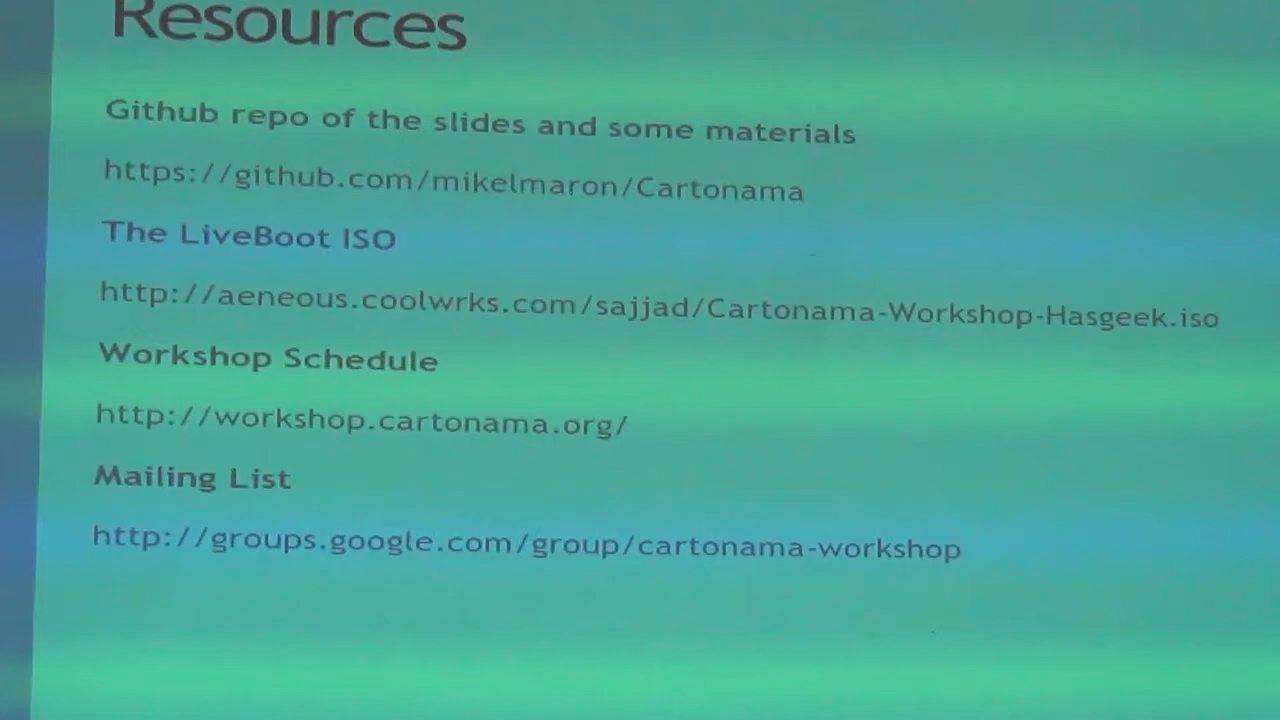 Resources
Github repo of the slides and some materials
https://github.com/mikelmaron/Cartonama
The LiveBoot ISO
http://aeneous.coolwrks.com/sajjad/Cartonama-Workshop-Hasgeek.iso
Workshop Schedule
http://workshop.cartonama.org/
Mailing List
http://groups.google.com/group/cartonama-workshop